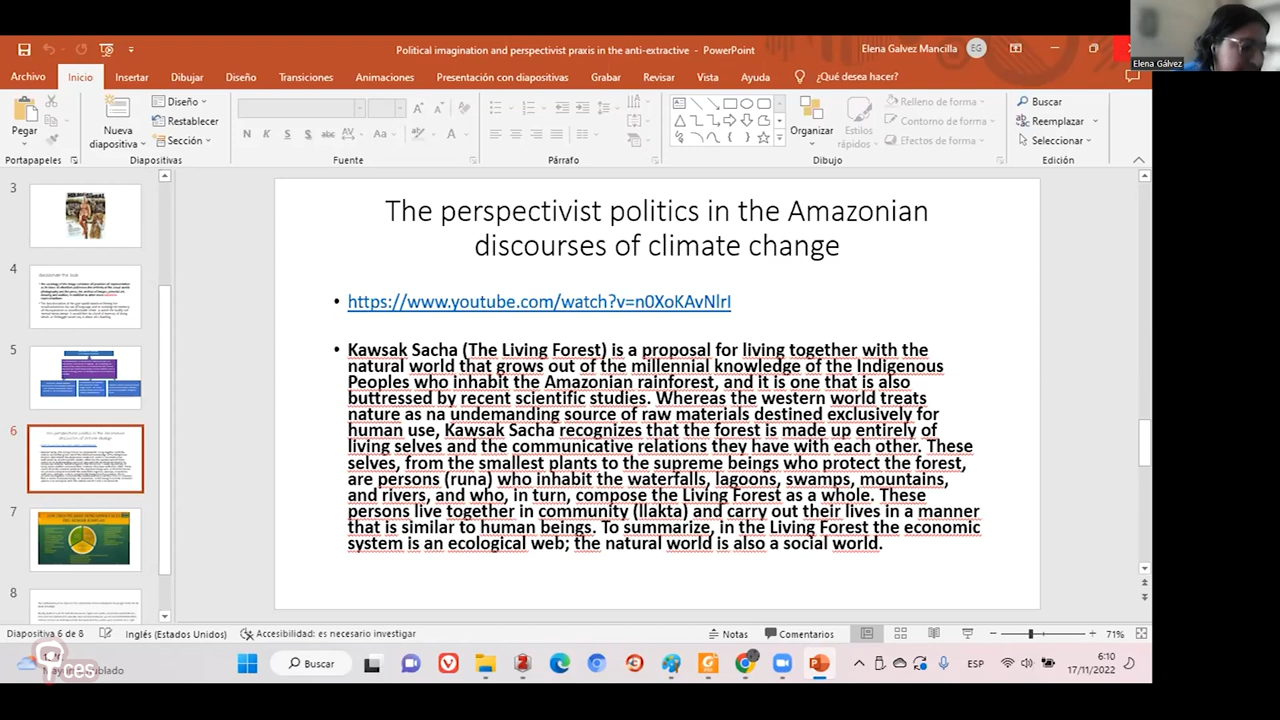 Political imagination and perspectivist praxis in the anti-extractive - PowerPoint
Elena Galvez Mancilla
EG
Elena Gálvez
Archivo Inicio Insertar Dibujar Diseño Transiciones Animaciones Presentación con diapositivas Grabar Revisar Vista Ayuda ¿Qué desea hacer?
Pegar
Portapapeles
Nueva
diapositiva
Diseño
Restablecer
Sección
Diapositivas
N K S S abc AV Aa A
Fuente
Párrafo
Organizar
Estilos
rápidos
Relleno de forma
Contorno de forma
Efectos de forma
Dibujo
Buscar
Reemplazar
Seleccionar
Edición
3
4
5
6
7
8
The perspectivist politics in the Amazonian
discourses of climate change
• https://www.youtube.com/watch?v=n0XoKAvNlrI
• Kawsak Sacha (The Living Forest) is a proposal for living together with the
natural world that grows out of the millennial knowledge of the Indigenous
Peoples who inhabit the Amazonian rainforest, and it is one that is also
buttressed by recent scientific studies. Whereas the western world treats
nature as na undemanding source of raw materials destined exclusively for
human use, Kawsak Sacha recognizes that the forest is made up entirely of
living selves and the communicative relations they have with each other. These
selves, from the smallest plants to the supreme beings who protect the forest,
are persons (runa) who inhabit the waterfalls, lagoons, swamps, mountains,
and rivers, and who, in turn, compose the Living Forest as a whole. These
persons live together in community (llakta) and carry out their lives in a manner
that is similar to human beings. To summarize, in the Living Forest the economic
system is an ecological web; the natural world is also a social world.
Diapositiva 6 de 8 Inglés (Estados Unidos) Accesibilidad: es necesario investigar
Notas Comentarios 71%
ces
Buscar
ESP
6:10
17/11/2022